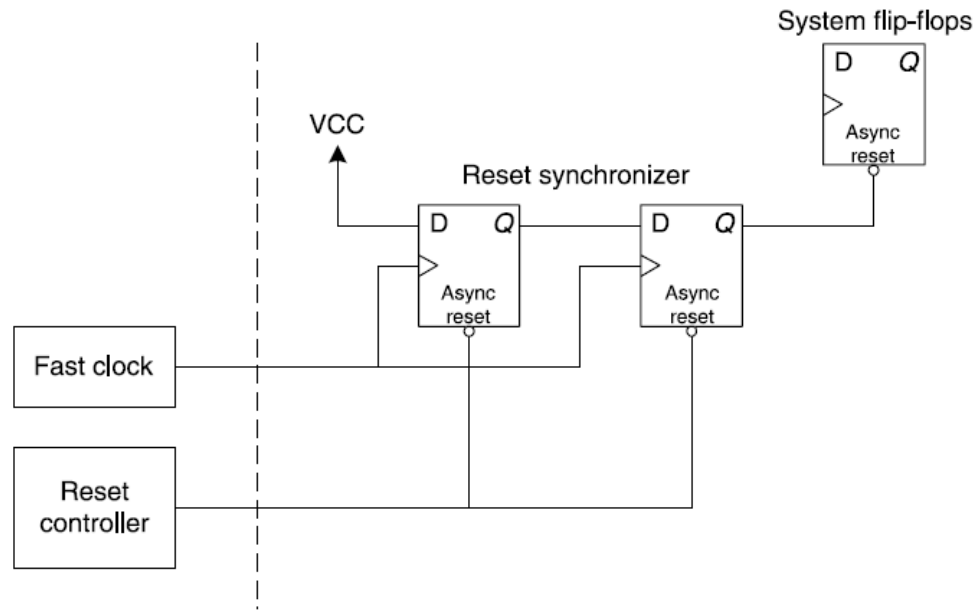 System flip-flops
D Q
Async
reset
VCC
Reset synchronizer
D Q
Async
reset
D Q
Async
reset
Fast clock
Reset
controller